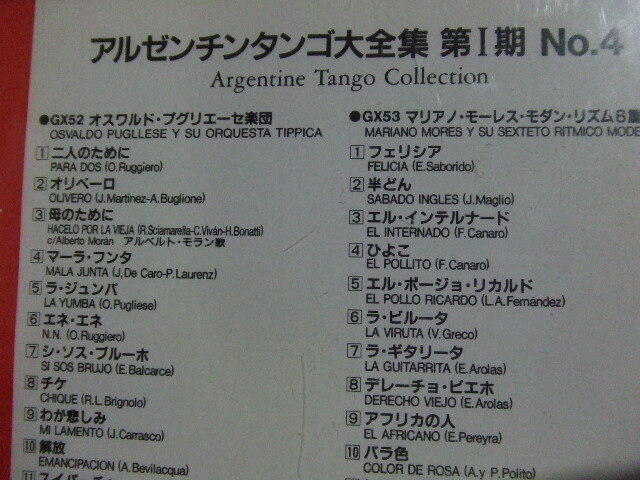 アルゼンチンタンゴ大全集 第Ⅰ期 No.4
Argentine Tango Collection
●GX52 オスワルド・プグリエーセ楽団
OSVALDO PUGLLESE Y SU ORQUESTA TIPPICA
1 二人のために
PARA DOS (O.Ruggiero)
2 オリベーロ
OLIVERO (J.Martinez-A.Buglione)
3 母のために
HACELO POR LA VIEJA (R.Sciamarella-C.Viván-H.Bonatti)
c/Alberto Morán アルベルト・モラン歌
4 マーラ・フンタ
MALA JUNTA (J,De Caro-P.Laurenz)
5 ラ・ジュンバ
LA YUMBA (O.Pugliese)
6 エネ・エネ
N.N. (O.Ruggiero)
7 シ・ソス・ブルーホ
SI SOS BRUJO (E.Balcarce)
8 チケ
CHIQUE (R.L.Brignolo)
9 わが悲しみ
MI LAMENTO (J.Carrasco)
10 解放
EMANCIPACION (A.Bevilacqua)
11
●GX53 マリアノ・モーレス・モダン・リズム6重
MARIANO MORES Y SU SEXTETO RITMICO MODE
1 フェリシア
FELICIA (E.Saborido)
2 半どん
SABADO INGLES (J.Maglio)
3 エル・インテルナード
EL INTERNADO (F.Canaro)
4 ひよこ
EL POLLITO (F.Canaro)
5 エル・ポージョ・リカルド
EL POLLO RICARDO (L.A.Fernández)
6 ラ・ビルータ
LA VIRUTA (V.Greco)
7 ラ・ギタリータ
LA GUITARRITA (E.Arolas)
8 デレーチョ・ビエホ
DERECHO VIEJO (E.Arolas)
9 アフリカの人
EL AFRICANO (E.Pereyra)
10 バラ色
COLOR DE ROSA (A.y P.Polito)